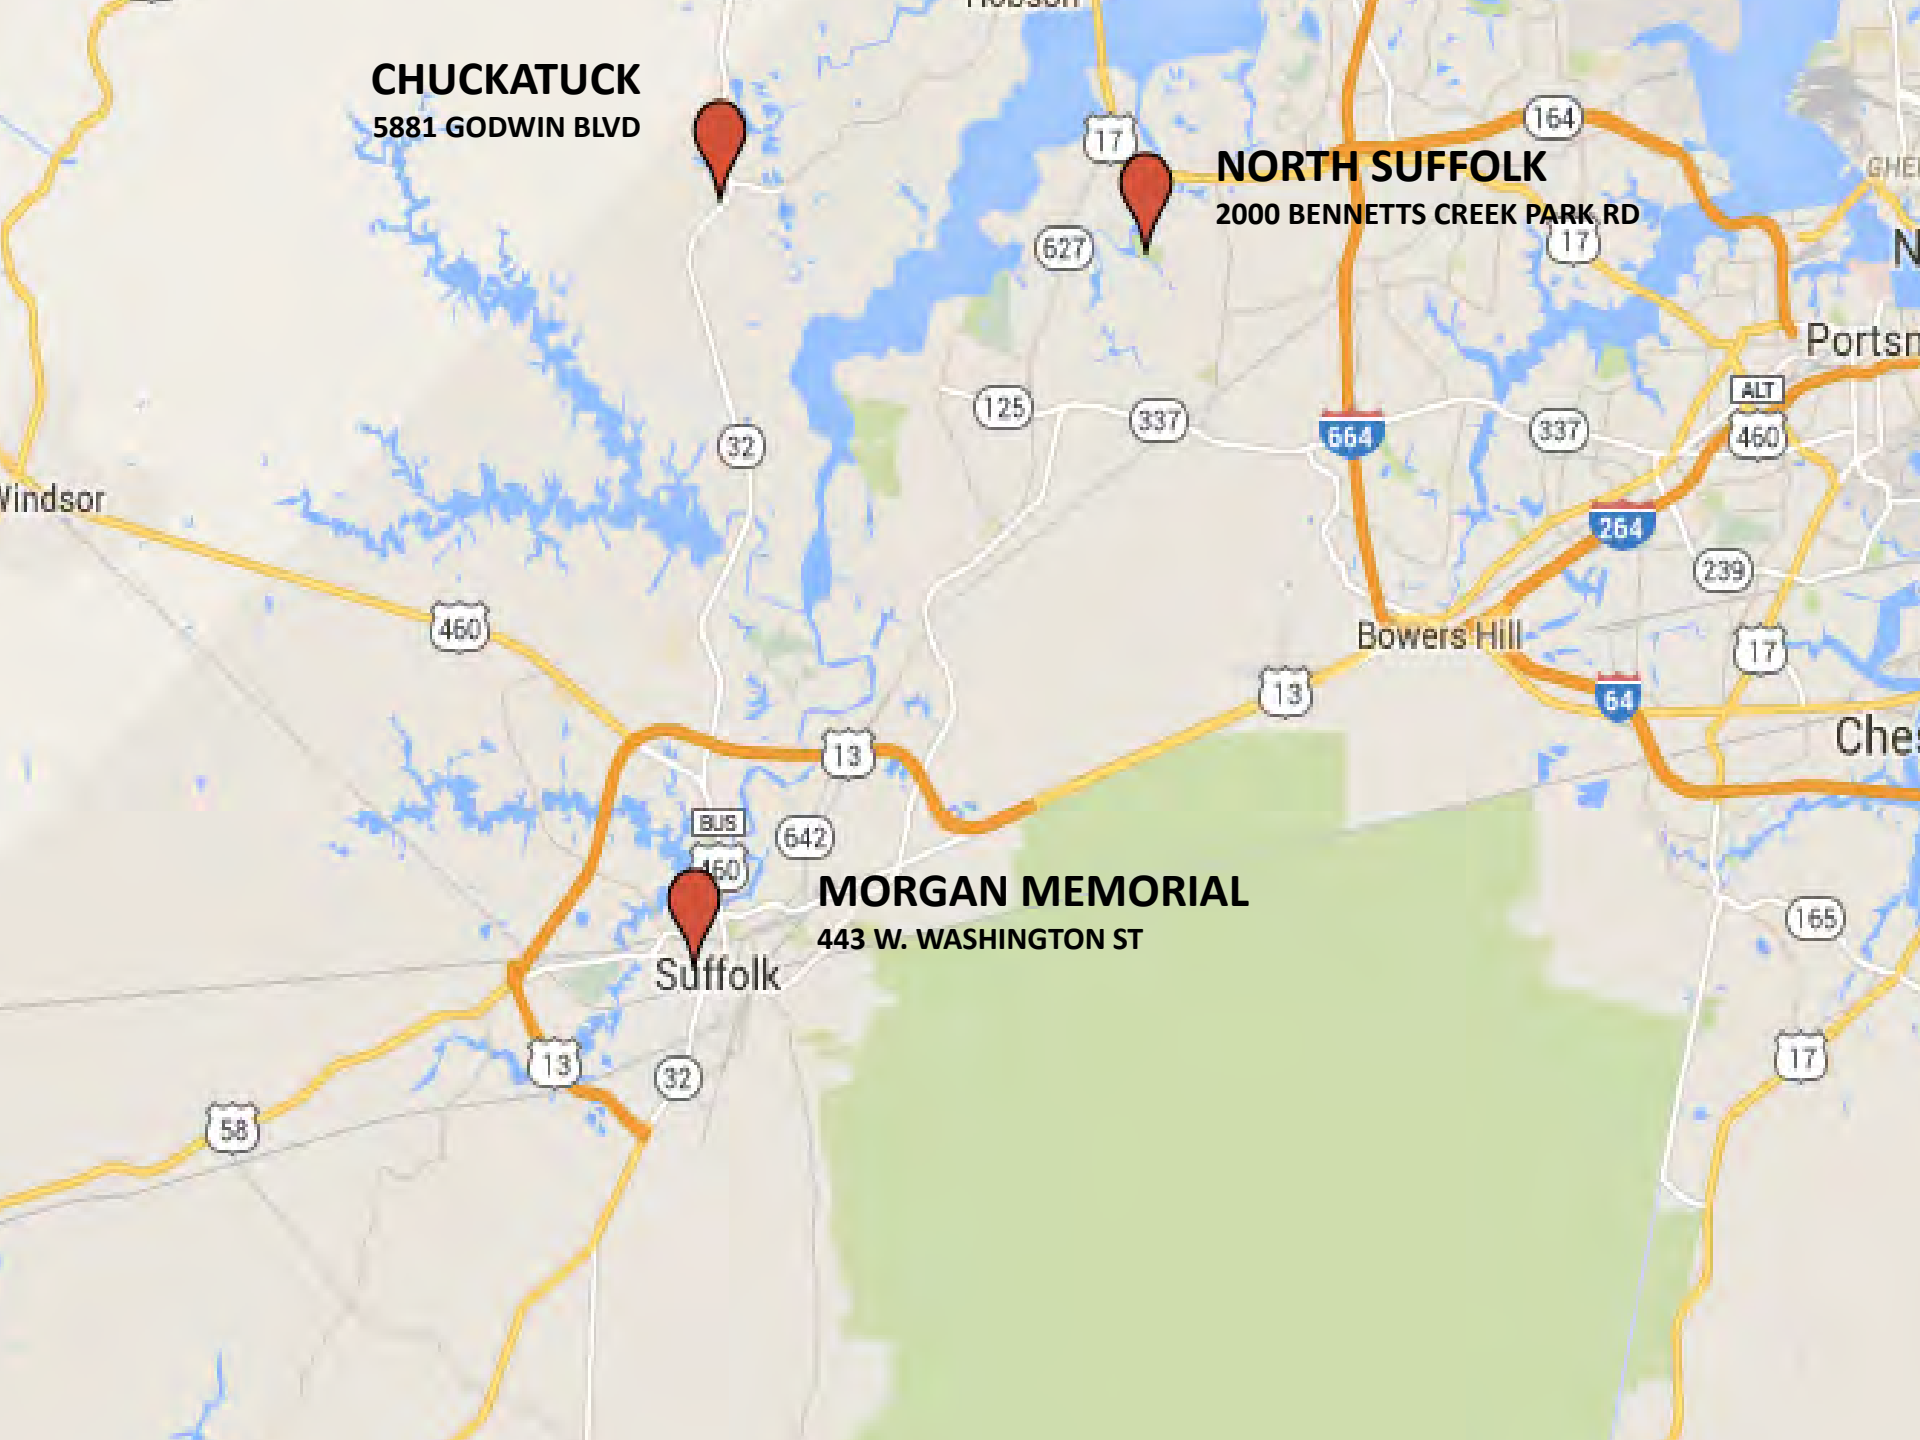 CHUCKATUCK
5881 GODWIN BLVD
17
164
NORTH SUFFOLK
2000 BENNETTS CREEK PARK RD
627
17
Portsm
ALT
460
125
337
664
337
32
Windsor
264
239
460
Bowers Hill
17
13
64
13
Ches
BUS
460
642
MORGAN MEMORIAL
443 W. WASHINGTON ST
165
Suffolk
13
32
17
58